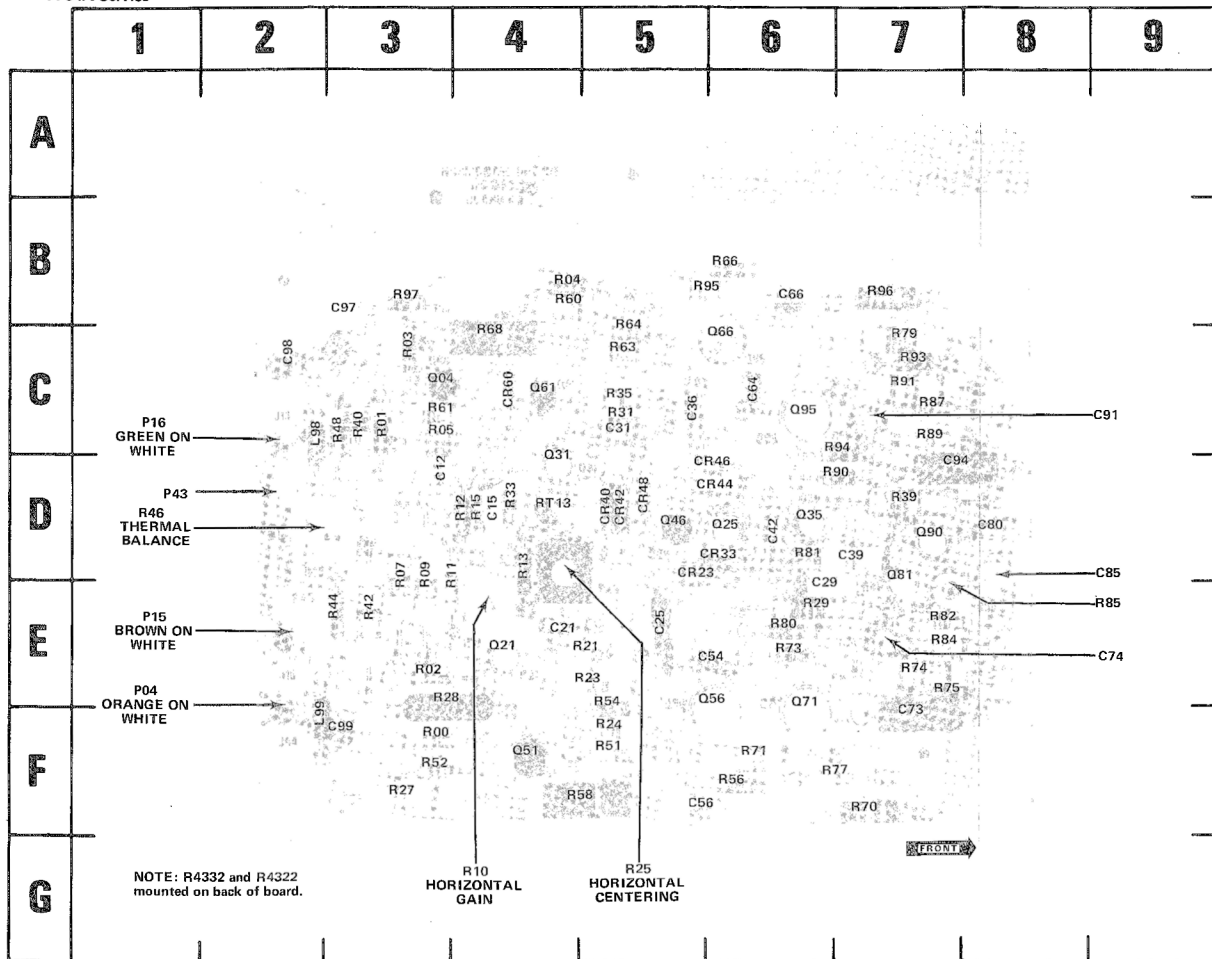 1 2 3 4 5 6 7 8 9
A
B
R66
R04 R95
R97 R60 C66 R96
C97
C
R68 R64 Q66 R79
C98 R03 R63 R93
Q04 CR60 Q61 R35 C64 R91
R61 R31 C36 Q95 R87 C91
L98 R48 R40 R01 R05 C31 R89
P16
GREEN ON
WHITE
R94
D
C12 Q31 CR46 R90 C94
CR44
P43
R12 R15 C15 R33 RT13 CR40 CR42 CR48 R39
R46
THERMAL
BALANCE
Q46 Q25 C42 Q35 Q90 C80
CR33 R81 C39
R07 R09 R11 R13 CR23 C29 Q81 C85
E
R44 R42 C25 R29 R85
P15
BROWN ON
WHITE
C21 R80 R82
Q21 R21 C54 R73 R84 C74
R02 R23 R74
P04
ORANGE ON
WHITE
R28 R54 Q56 Q71 R75
F
L99 C99 R00 R24 C73
Q51 R51 R71
R52 R56 R77
R27 R58 C56 R70
FRONT
G
NOTE: R4332 and R4322
mounted on back of board.
R10
HORIZONTAL
GAIN
R25
HORIZONTAL
CENTERING